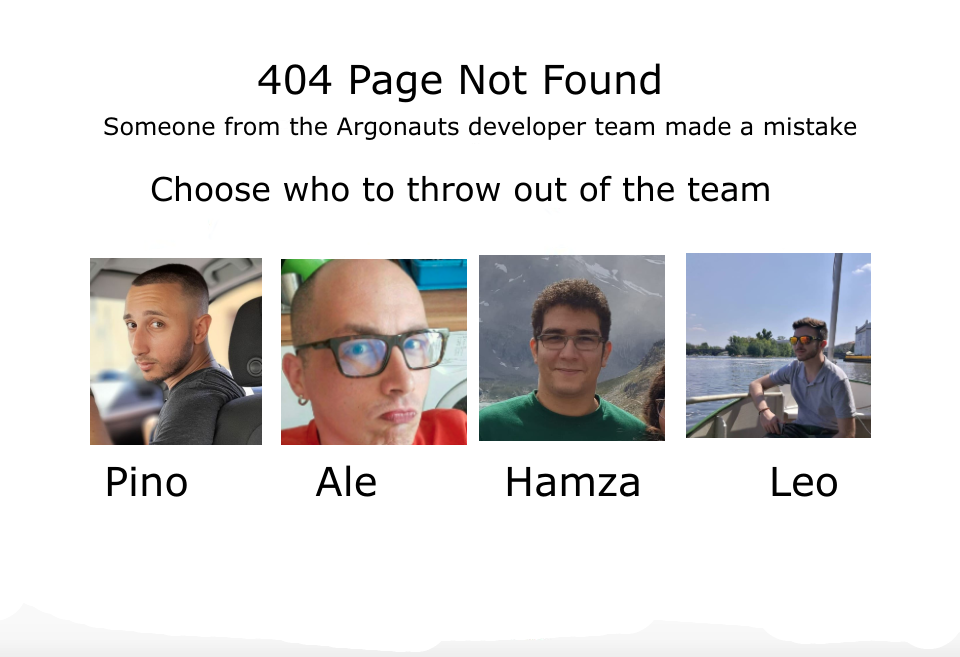 404 Page Not Found
Someone from the Argonauts developer team made a mistake
Choose who to throw out of the team
Pino Ale Hamza Leo